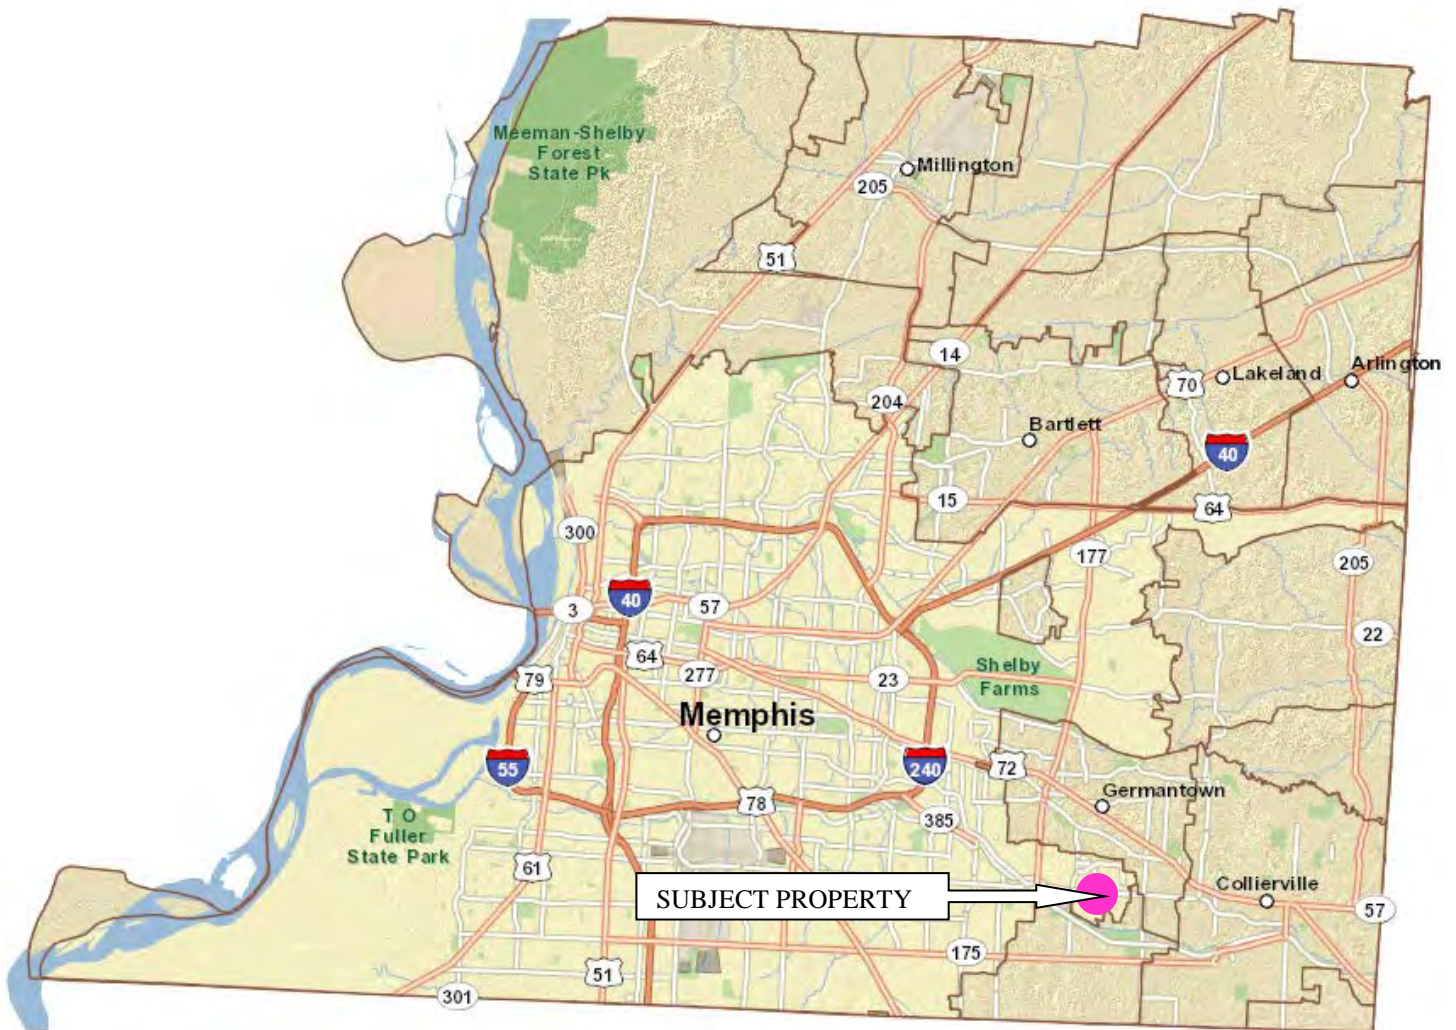 Meeman-Shelby
Forest
State Pk
Millington
205
51
14
Arlington
Lakeland
70
204
Bartlett
40
15
64
300
177
205
40
57
3
22
64
Shelby
Farms
277
23
79
Memphis
55
240
72
78
Germantown
T O
Fuller
State Park
385
61
SUBJECT PROPERTY
Collierville
57
175
51
301